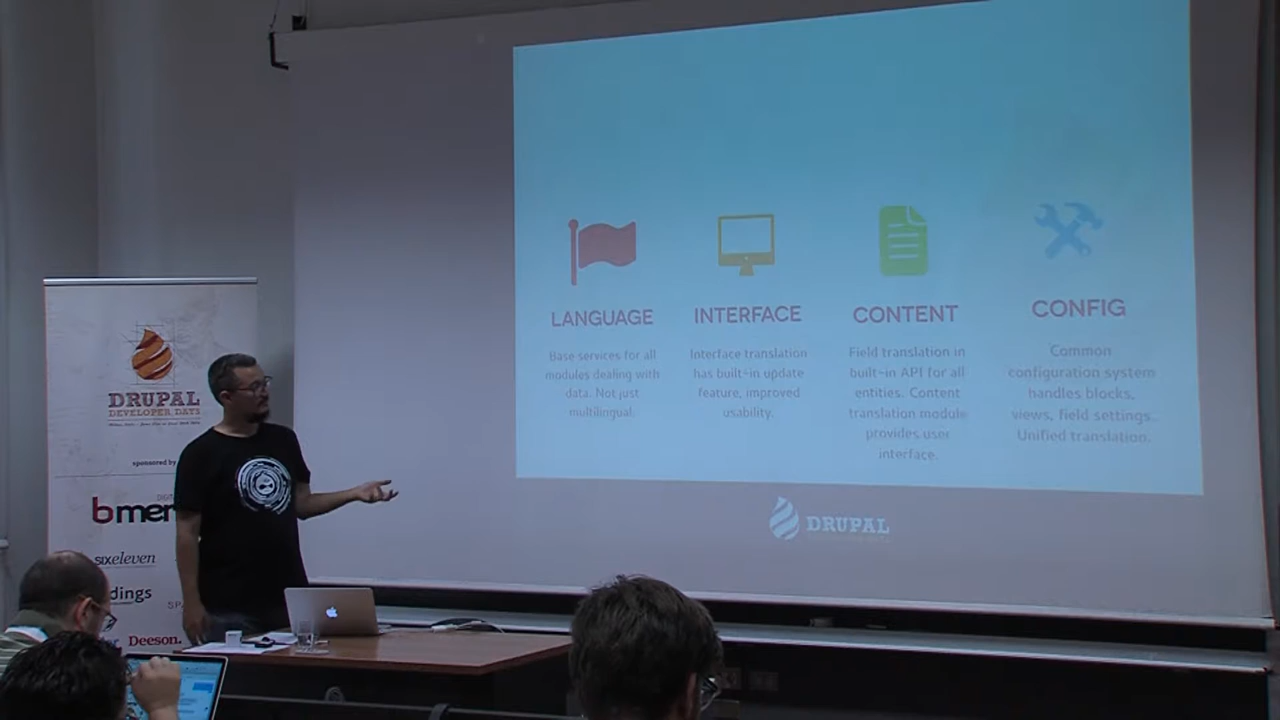 LANGUAGE
Base services for all
modules dealing with
data. Not just
multilingual.
INTERFACE
Interface translation
has built-in update
feature, improved
usability.
CONTENT
Field translation in
built-in API for all
entities. Content
translation module
provides user
interface.
CONFIG
Common
configuration system
handles blocks,
views, field settings.
Unified translation.
DRUPAL
DRUPAL
DEVELOPER DAYS
sponsored by
bmer
sixeleven
dings
SPA
Deeson.